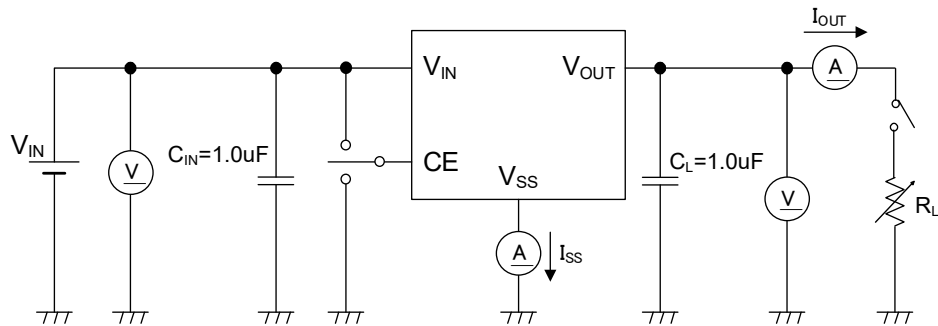 I_OUT
A
V_IN
V_OUT
V_IN
V
C_IN=1.0uF
CE
V_SS
C_L=1.0uF
V
R_L
A
I_SS